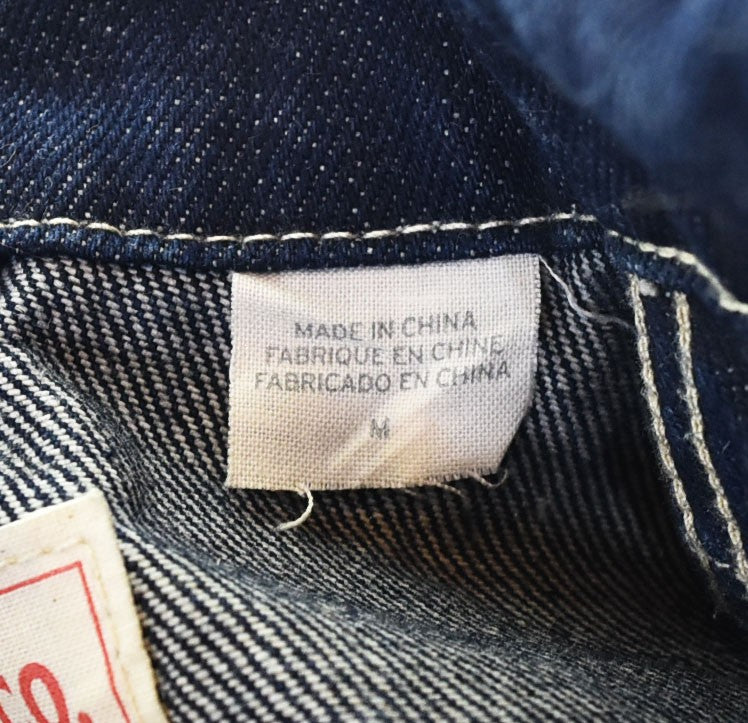 MADE IN CHINA
FABRIQUE EN CHINE
FABRICADO EN CHINA
M